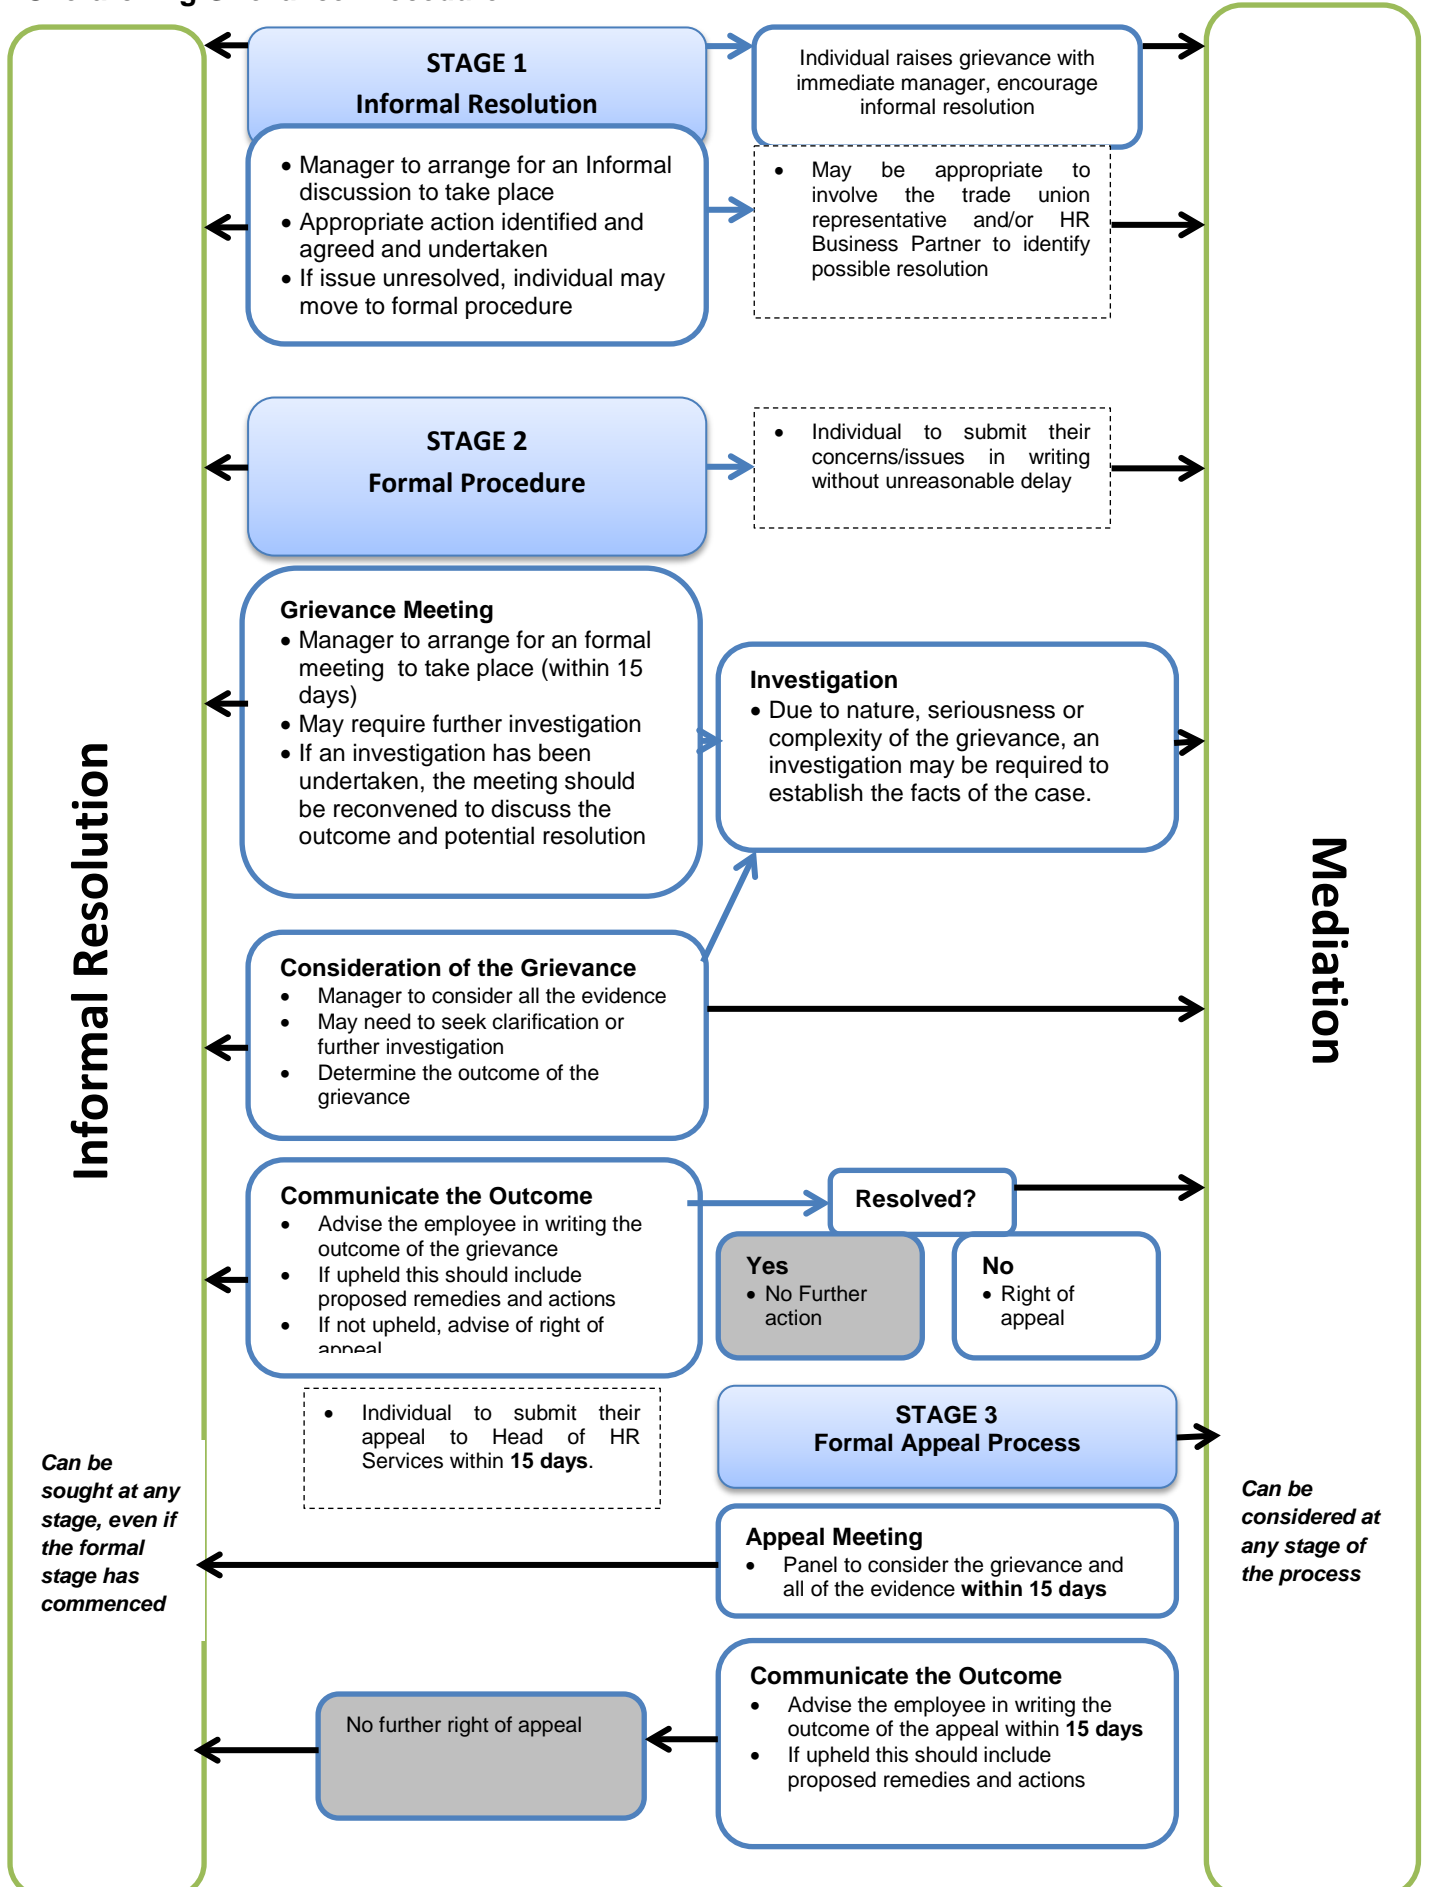 STAGE 1
Informal Resolution
Individual raises grievance with
immediate manager, encourage
informal resolution
• Manager to arrange for an Informal
discussion to take place
• Appropriate action identified and
agreed and undertaken
• If issue unresolved, individual may
move to formal procedure
• May be appropriate to
involve the trade union
representative and/or HR
Business Partner to identify
possible resolution
STAGE 2
Formal Procedure
• Individual to submit their
concerns/issues in writing
without unreasonable delay
Grievance Meeting
• Manager to arrange for an formal
meeting to take place (within 15
days)
• May require further investigation
• If an investigation has been
undertaken, the meeting should
be reconvened to discuss the
outcome and potential resolution
Investigation
• Due to nature, seriousness or
complexity of the grievance, an
investigation may be required to
establish the facts of the case.
Consideration of the Grievance
• Manager to consider all the evidence
• May need to seek clarification or
further investigation
• Determine the outcome of the
grievance
Communicate the Outcome
• Advise the employee in writing the
outcome of the grievance
• If upheld this should include
proposed remedies and actions
• If not upheld, advise of right of
appeal
Resolved?
Yes
• No Further
action
No
• Right of
appeal
• Individual to submit their
appeal to Head of HR
Services within 15 days.
STAGE 3
Formal Appeal Process
Appeal Meeting
• Panel to consider the grievance and
all of the evidence within 15 days
Communicate the Outcome
• Advise the employee in writing the
outcome of the appeal within 15 days
• If upheld this should include
proposed remedies and actions
No further right of appeal
Informal Resolution
Can be
sought at any
stage, even if
the formal
stage has
commenced
Mediation
Can be
considered at
any stage of
the process